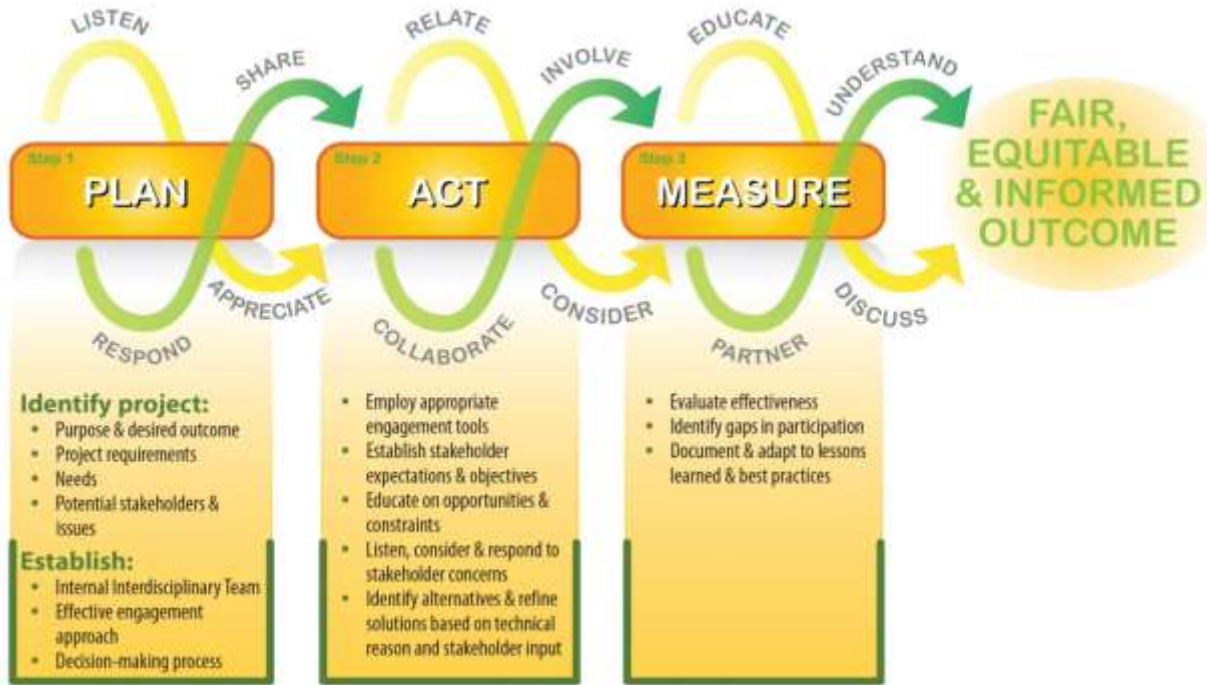 LISTEN
SHARE
Step 1
PLAN
RESPOND
APPRECIATE
Identify project:
• Purpose & desired outcome
• Project requirements
• Needs
• Potential stakeholders &
issues
Establish:
• Internal Interdisciplinary Team
• Effective engagement
approach
• Decision-making process
RELATE
INVOLVE
Step 2
ACT
COLLABORATE
CONSIDER
• Employ appropriate
engagement tools
• Establish stakeholder
expectations & objectives
• Educate on opportunities &
constraints
• Listen, consider & respond to
stakeholder concerns
• Identify alternatives & refine
solutions based on technical
reason and stakeholder input
EDUCATE
UNDERSTAND
Step 3
MEASURE
PARTNER
DISCUSS
• Evaluate effectiveness
• Identify gaps in participation
• Document & adapt to lessons
learned & best practices
FAIR,
EQUITABLE
& INFORMED
OUTCOME